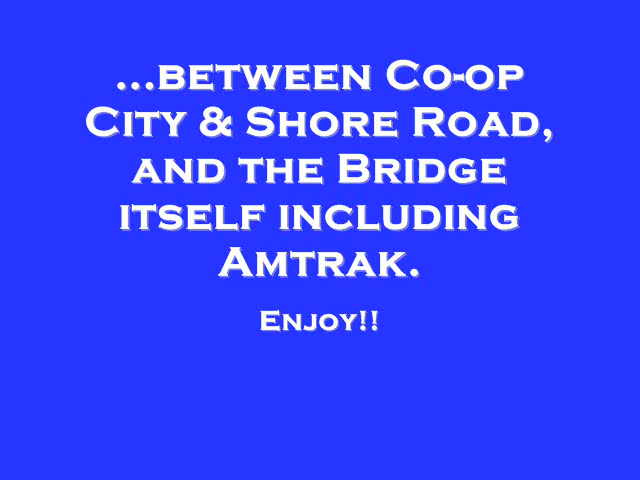 ...between Co-op
City & Shore Road,
and the Bridge
itself including
Amtrak.
Enjoy!!